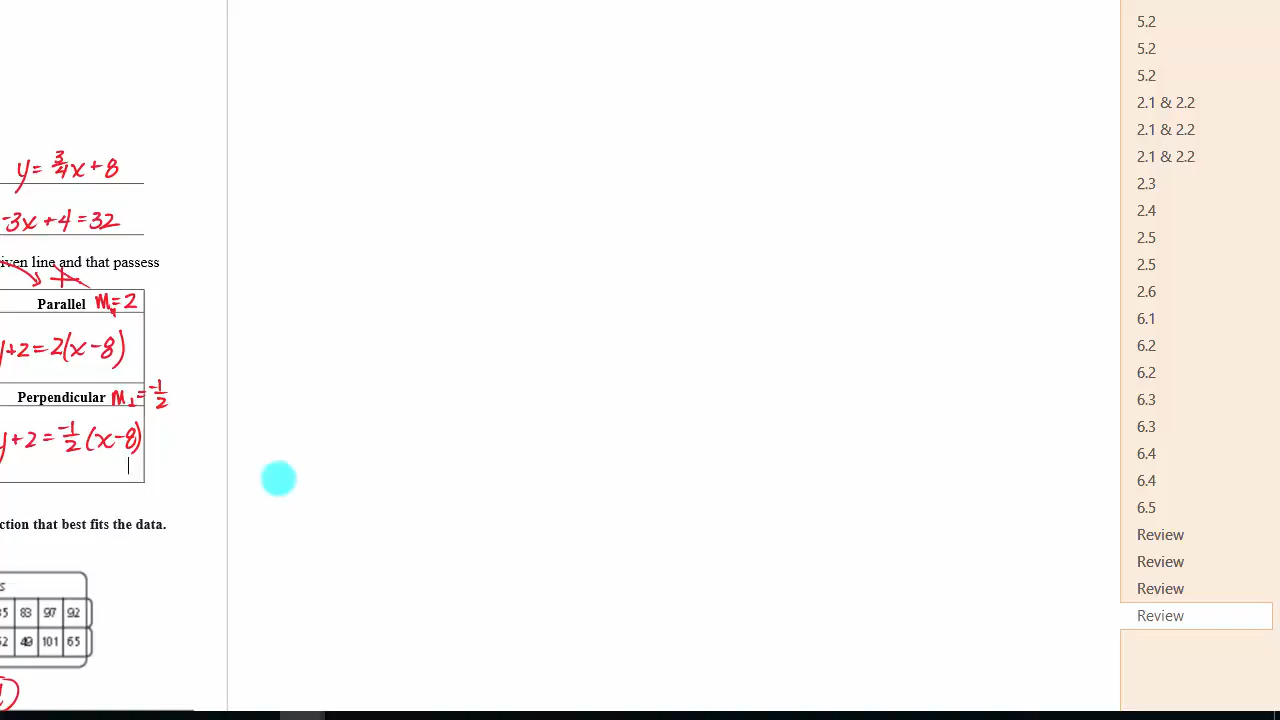 y = 3/4 x + 8
-3x + 4 = 32
iven line and that passess
Parallel m = 2
y + 2 = 2(x - 8)
Perpendicular m⊥ = -1/2
y + 2 = -1/2 (x - 8)
ction that best fits the data.
s
35 83 97 92
52 49 101 65
5.2
5.2
5.2
2.1 & 2.2
2.1 & 2.2
2.1 & 2.2
2.3
2.4
2.5
2.5
2.6
6.1
6.2
6.2
6.3
6.3
6.4
6.4
6.5
Review
Review
Review
Review